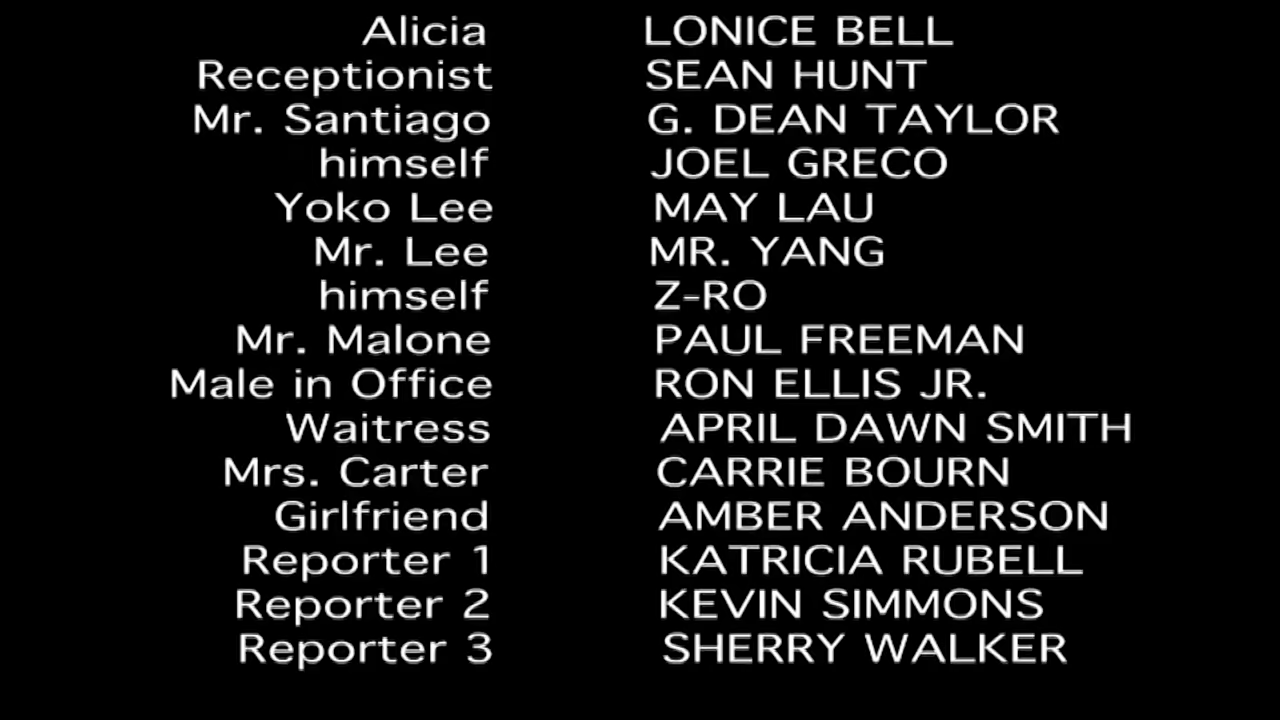 Alicia LONICE BELL
Receptionist SEAN HUNT
Mr. Santiago G. DEAN TAYLOR
himself JOEL GRECO
Yoko Lee MAY LAU
Mr. Lee MR. YANG
himself Z-RO
Mr. Malone PAUL FREEMAN
Male in Office RON ELLIS JR.
Waitress APRIL DAWN SMITH
Mrs. Carter CARRIE BOURN
Girlfriend AMBER ANDERSON
Reporter 1 KATRICIA RUBELL
Reporter 2 KEVIN SIMMONS
Reporter 3 SHERRY WALKER